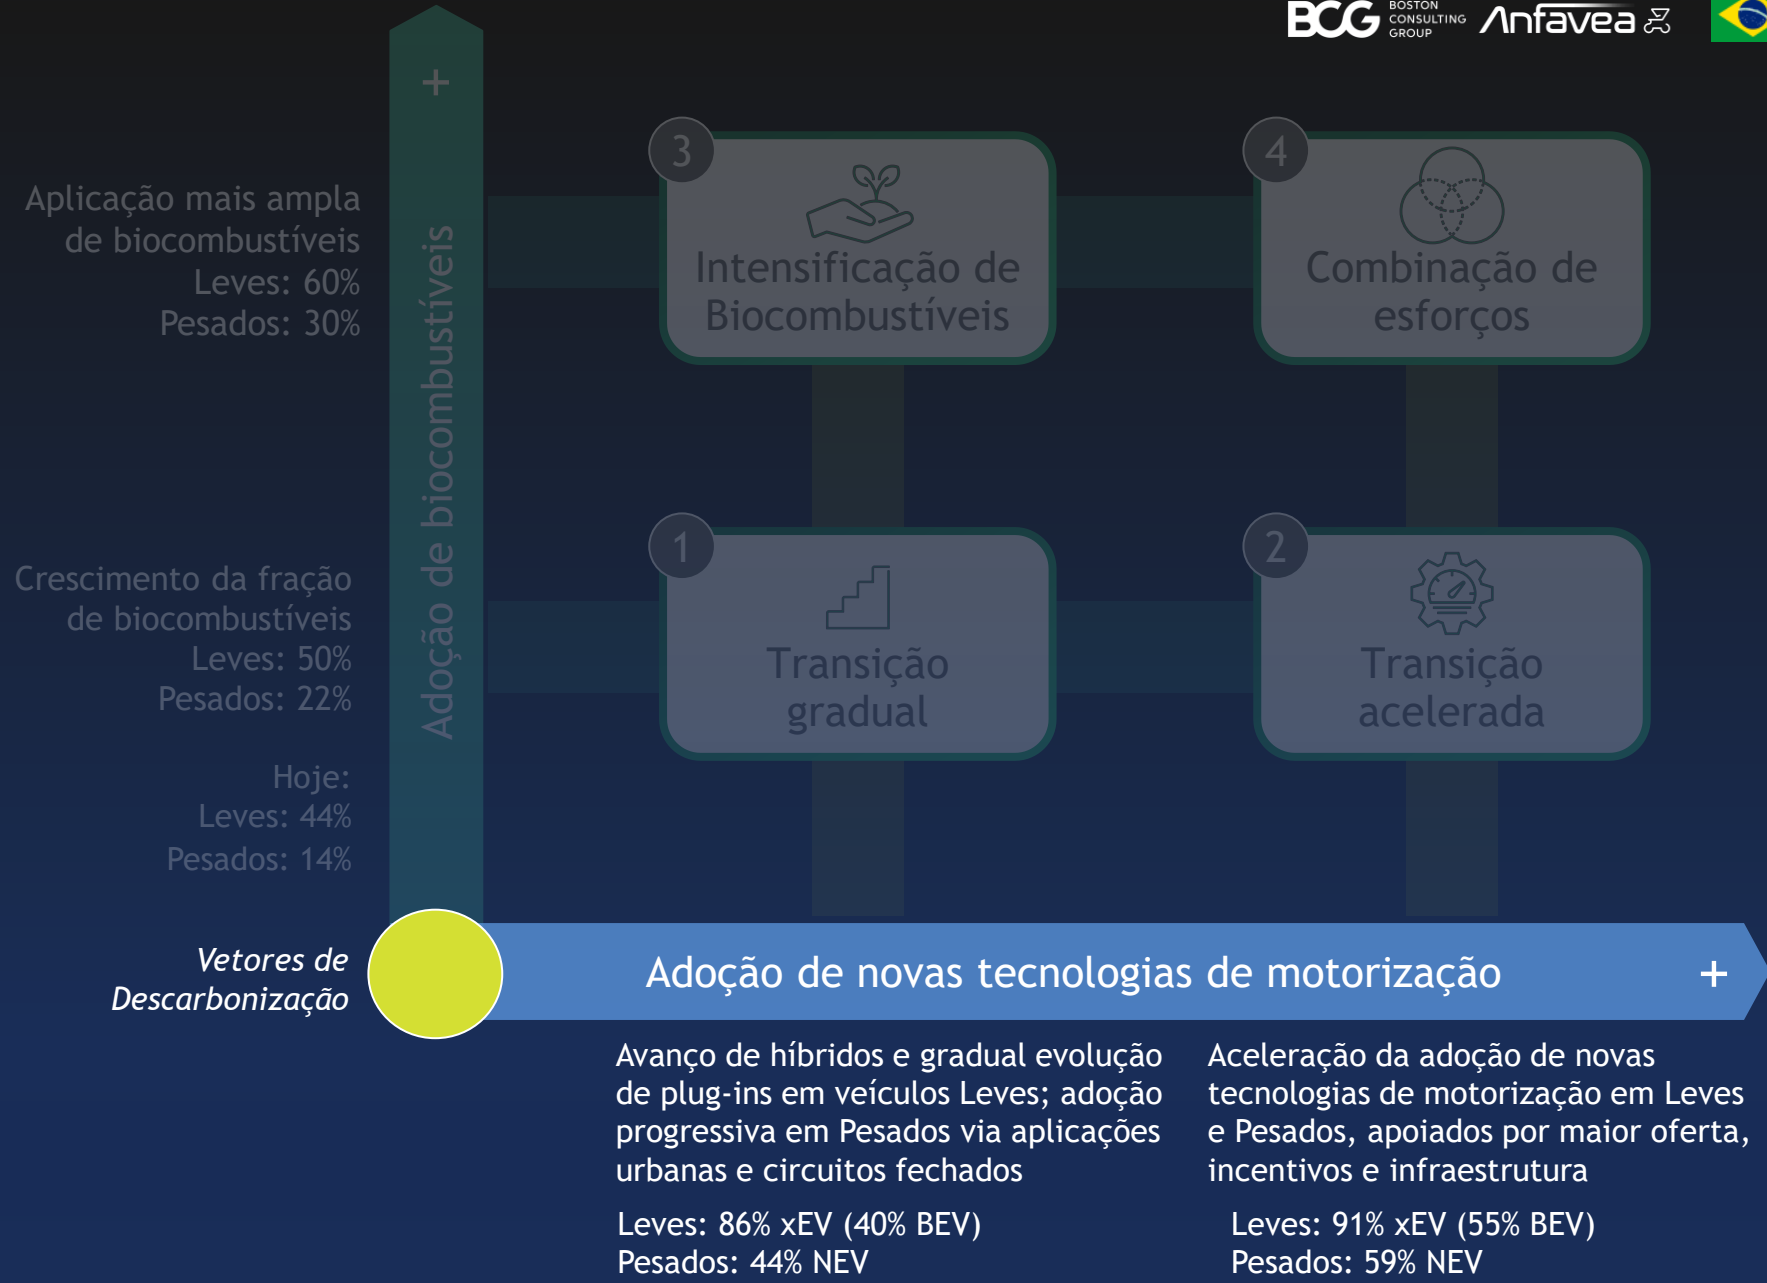 BCG BOSTON
CONSULTING
GROUP
Anfavea
+
Adoção de biocombustíveis
Aplicação mais ampla
de biocombustíveis
Leves: 60%
Pesados: 30%
3
Intensificação de
Biocombustíveis
4
Combinação de
esforços
Crescimento da fração
de biocombustíveis
Leves: 50%
Pesados: 22%
1
Transição
gradual
2
Transição
acelerada
Hoje:
Leves: 44%
Pesados: 14%
Vetores de
Descarbonização
Adoção de novas tecnologias de motorização
+
Avanço de híbridos e gradual evolução
de plug-ins em veículos Leves; adoção
progressiva em Pesados via aplicações
urbanas e circuitos fechados
Leves: 86% xEV (40% BEV)
Pesados: 44% NEV
Aceleração da adoção de novas
tecnologias de motorização em Leves
e Pesados, apoiados por maior oferta,
incentivos e infraestrutura
Leves: 91% xEV (55% BEV)
Pesados: 59% NEV